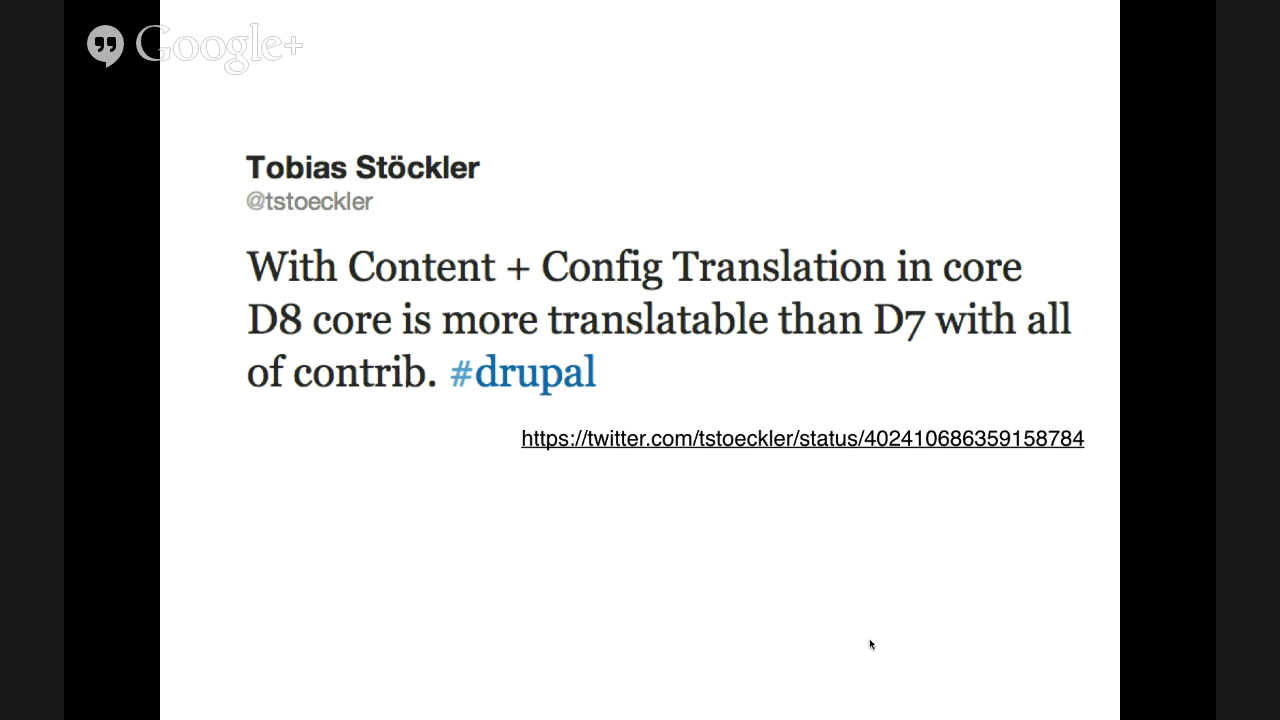 Google+
Tobias Stöckler
@tstoeckler
With Content + Config Translation in core
D8 core is more translatable than D7 with all
of contrib. #drupal
https://twitter.com/tstoeckler/status/402410686359158784